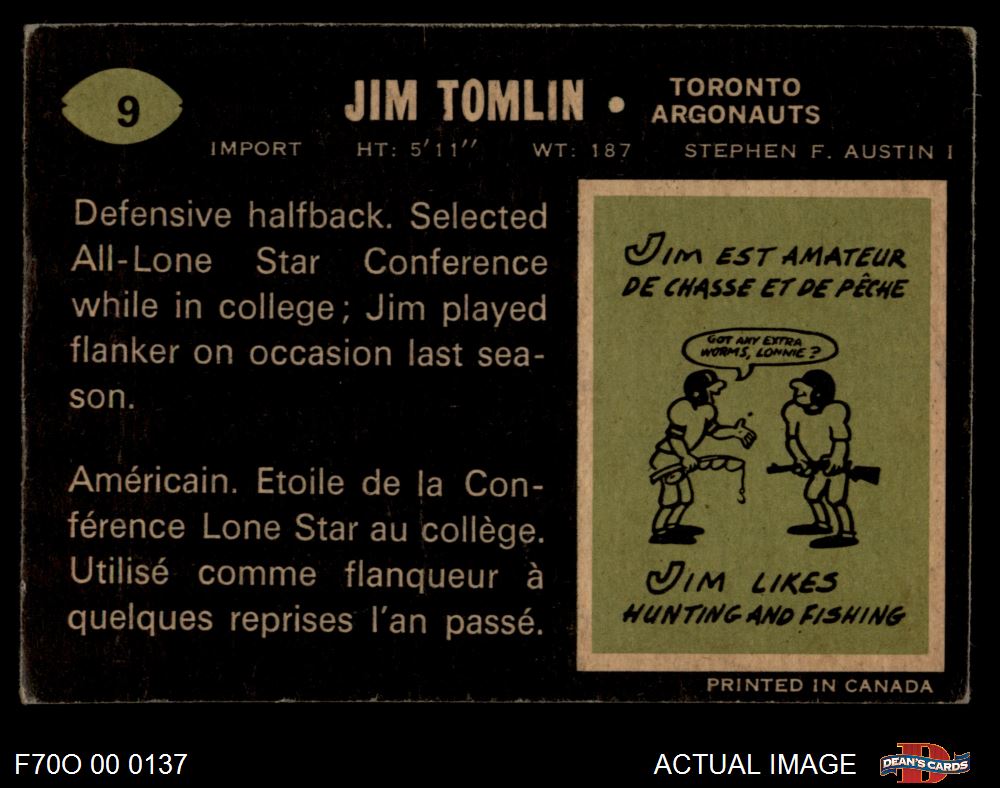 9
JIM TOMLIN • TORONTO
ARGONAUTS
IMPORT HT: 5'11'' WT: 187 STEPHEN F. AUSTIN I
Defensive halfback. Selected
All-Lone Star Conference
while in college; Jim played
flanker on occasion last sea-
son.
Américain. Etoile de la Con-
férence Lone Star au collège.
Utilisé comme flanqueur à
quelques reprises l'an passé.
JIM EST AMATEUR
DE CHASSE ET DE PÊCHE
GOT ANY EXTRA
WORMS, LONNIE?
JIM LIKES
HUNTING AND FISHING
PRINTED IN CANADA
F70O 00 0137
ACTUAL IMAGE
D
DEAN'S CARDS